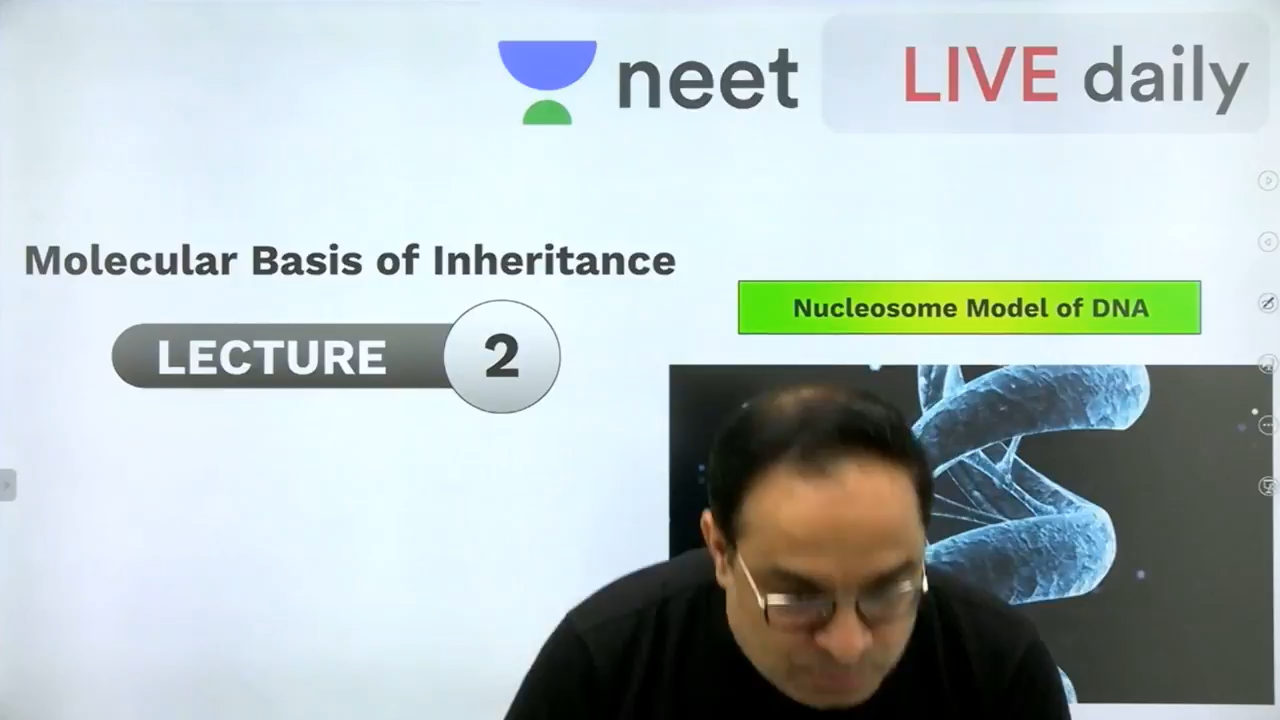 neet
LIVE daily
Molecular Basis of Inheritance
LECTURE 2
Nucleosome Model of DNA